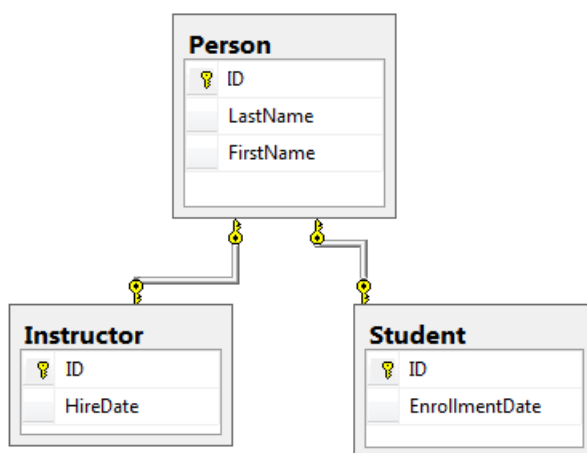 Person
ID
LastName
FirstName
Instructor
ID
HireDate
Student
ID
EnrollmentDate